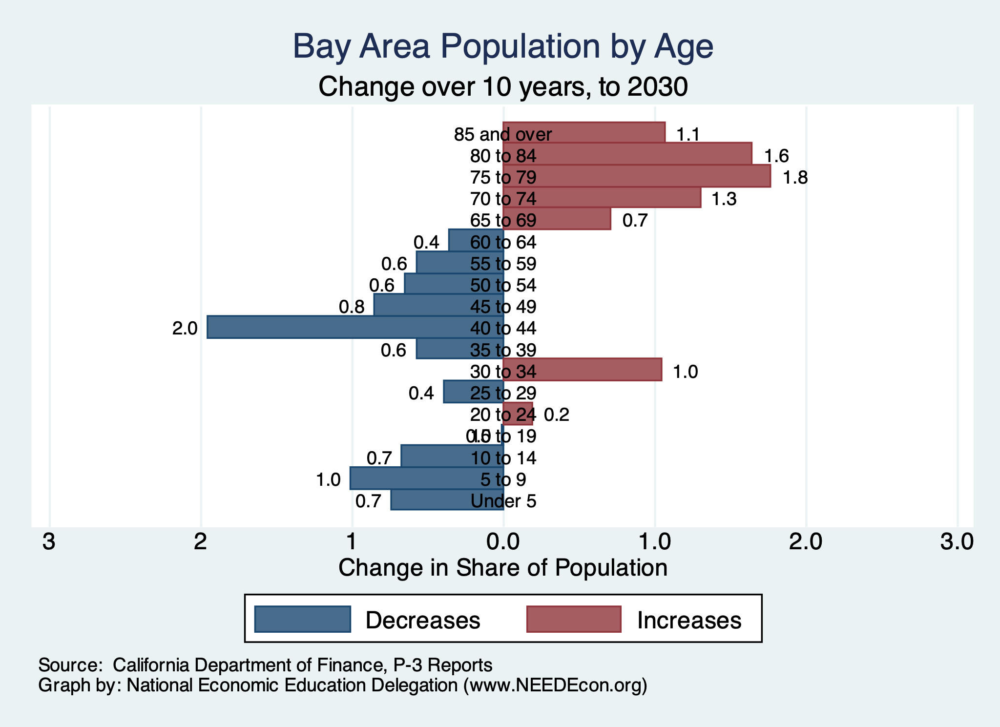 Bay Area Population by Age
Change over 10 years, to 2030
85 and over 1.1
80 to 84 1.6
75 to 79 1.8
70 to 74 1.3
65 to 69 0.7
0.4 60 to 64
0.6 55 to 59
0.6 50 to 54
0.8 45 to 49
2.0 40 to 44
0.6 35 to 39
30 to 34 1.0
0.4 25 to 29
20 to 24 0.2
0.0 15 to 19
0.7 10 to 14
1.0 5 to 9
0.7 Under 5
3 2 1 0.0 1.0 2.0 3.0
Change in Share of Population
Decreases Increases
Source:  California Department of Finance, P-3 Reports
Graph by: National Economic Education Delegation (www.NEEDEcon.org)